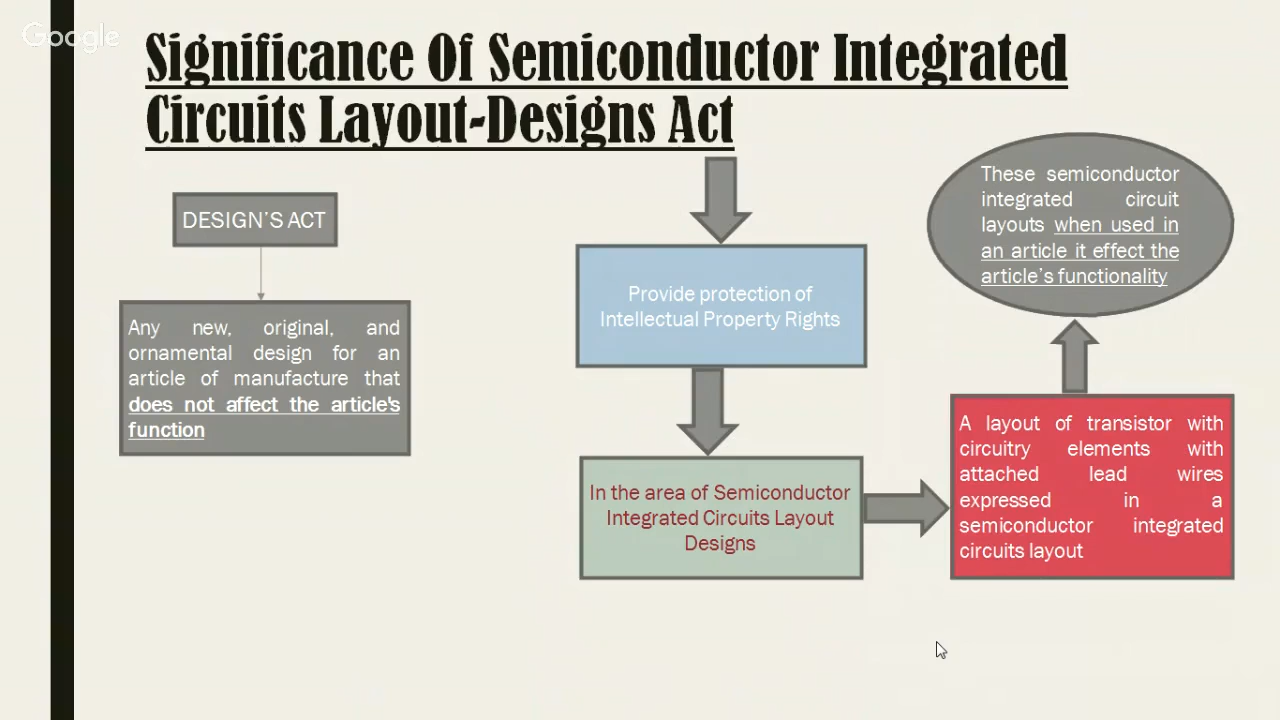 Google
Significance Of Semiconductor Integrated
Circuits Layout-Designs Act
DESIGN'S ACT
Any new, original, and
ornamental design for an
article of manufacture that
does not affect the article's
function
Provide protection of
Intellectual Property Rights
In the area of Semiconductor
Integrated Circuits Layout
Designs
A layout of transistor with
circuitry elements with
attached lead wires
expressed in a
semiconductor integrated
circuits layout
These semiconductor
integrated circuit
layouts when used in
an article it effect the
article's functionality